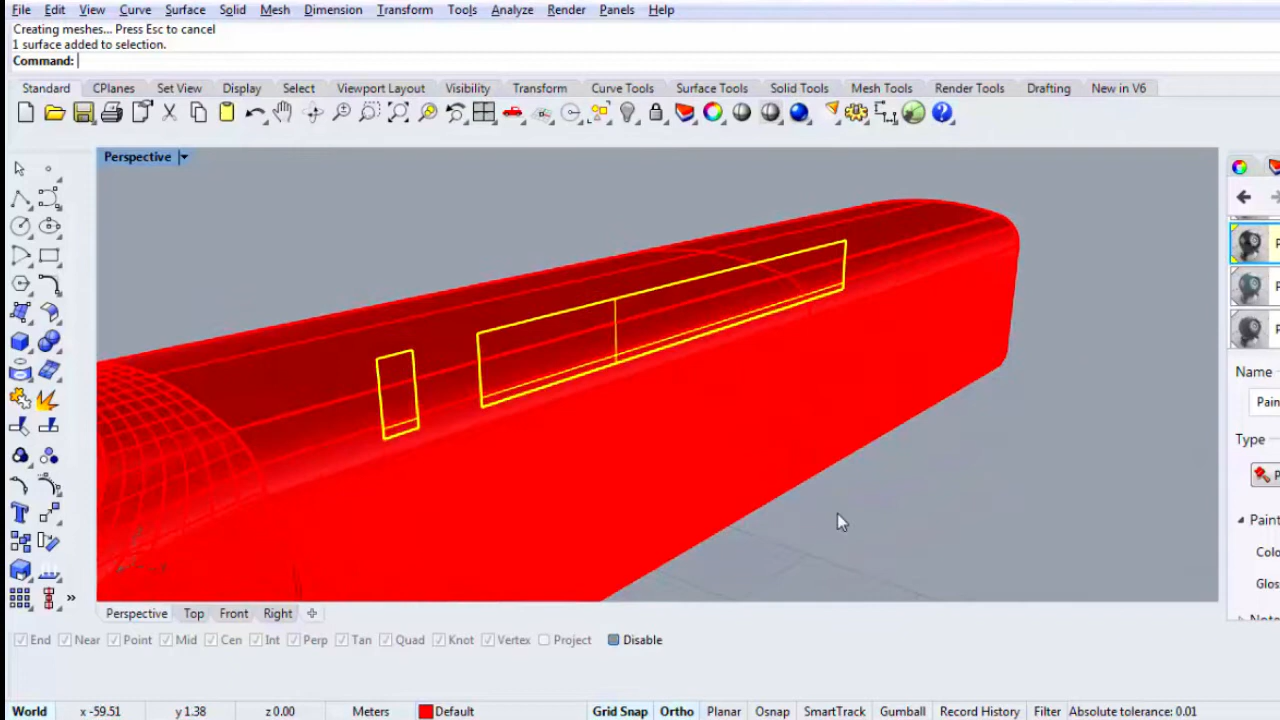 File Edit View Curve Surface Solid Mesh Dimension Transform Tools Analyze Render Panels Help
Creating meshes... Press Esc to cancel
1 surface added to selection.
Command:
Standard CPlanes Set View Display Select Viewport Layout Visibility Transform Curve Tools Surface Tools Solid Tools Mesh Tools Render Tools Drafting New in V6
Perspective
P
P
P
Name
Pain
Type
P
Paint
Colo
Glos
Perspective Top Front Right
End Near Point Mid Cen Int Perp Tan Quad Knot Vertex Project Disable
World x -59.51 y 1.38 z 0.00 Meters Default Grid Snap Ortho Planar Osnap SmartTrack Gumball Record History Filter Absolute tolerance: 0.01